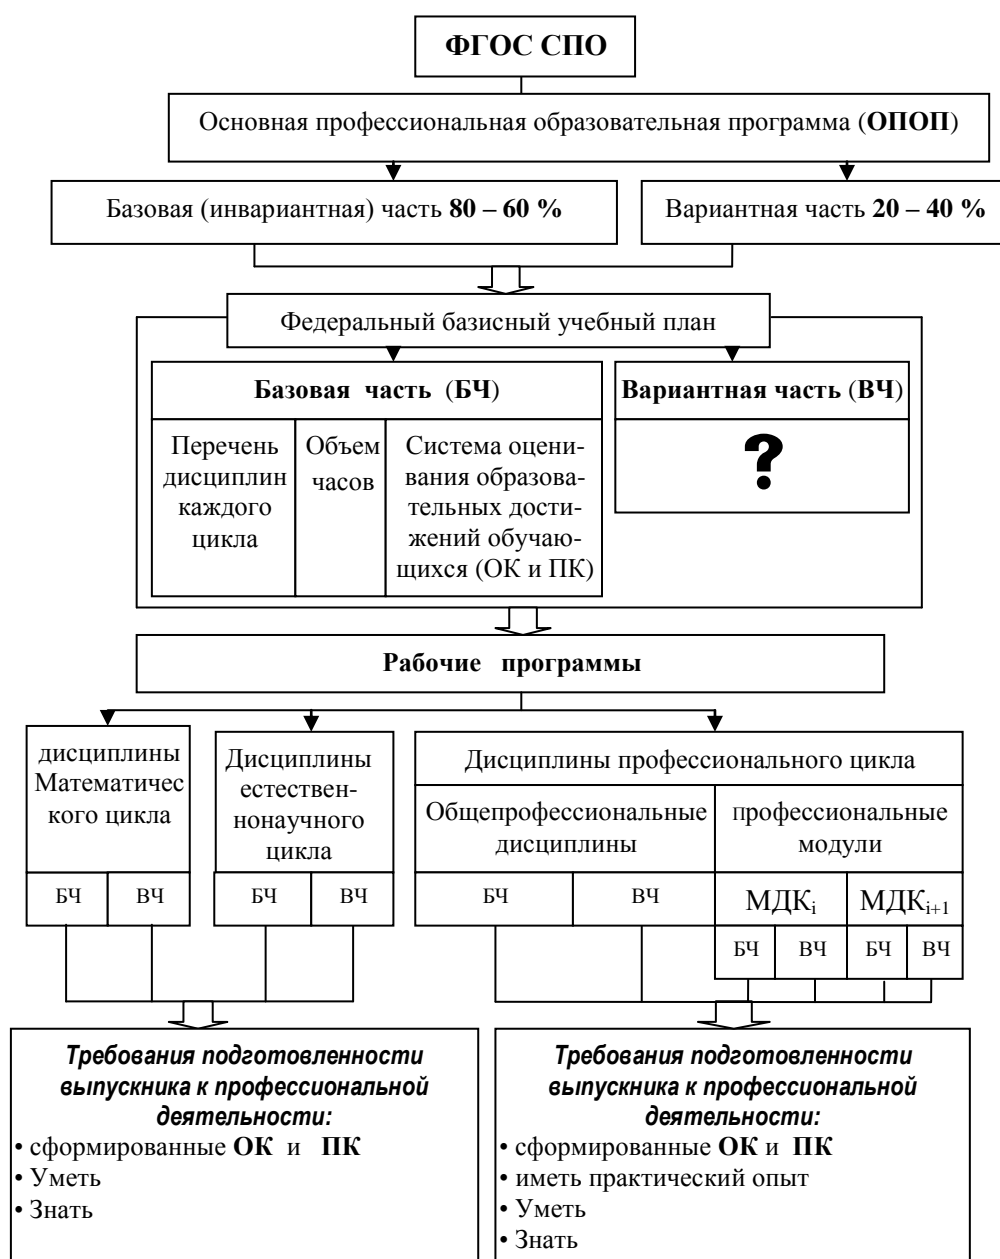 ФГОС СПО
Основная профессиональная образовательная программа (ОПОП)
Базовая (инвариантная) часть 80 – 60 %
Вариантная часть 20 – 40 %
Федеральный базисный учебный план
Базовая часть (БЧ)
Перечень
дисциплин
каждого
цикла
Объем
часов
Система оцени-
вания образова-
тельных дости-
жений обучаю-
щихся (ОК и ПК)
Вариантная часть (ВЧ)
?
Рабочие программы
дисциплины
Математичес
кого цикла
БЧ ВЧ
Дисциплины
естествен-
нонаучного
цикла
БЧ ВЧ
Дисциплины профессионального цикла
Общепрофессиональные
дисциплины
БЧ ВЧ
профессиональные
модули
МДКi МДКi+1
БЧ ВЧ БЧ ВЧ
Требования подготовленности
выпускника к профессиональной
деятельности:
• сформированные ОК и ПК
• Уметь
• Знать
Требования подготовленности
выпускника к профессиональной
деятельности:
• сформированные ОК и ПК
• иметь практический опыт
• Уметь
• Знать